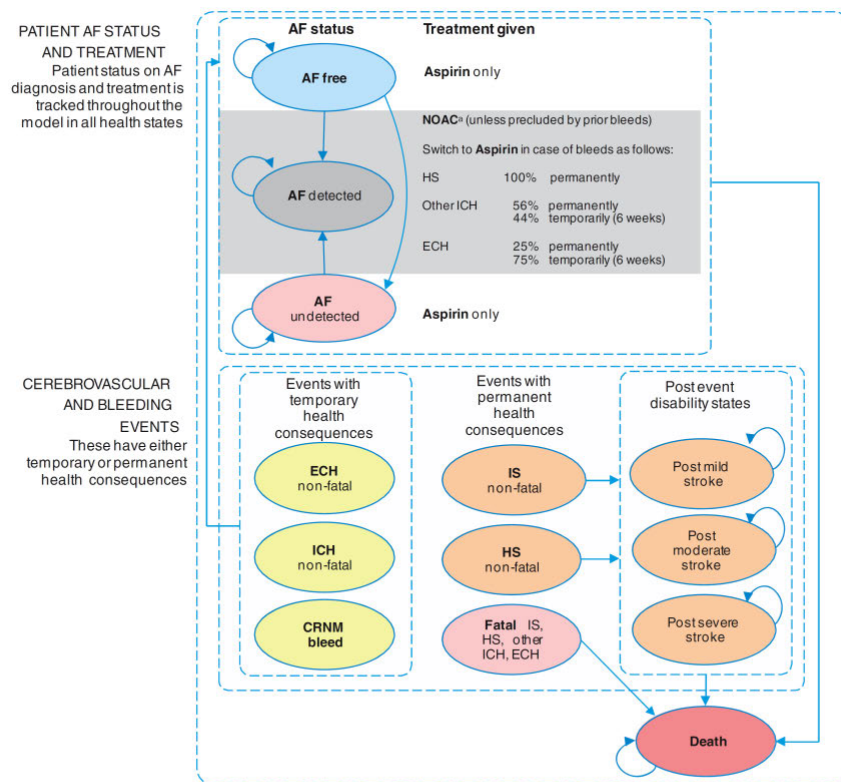 PATIENT AF STATUS
AND TREATMENT
Patient status on AF
diagnosis and treatment is
tracked throughout the
model in all health states
AF status
Treatment given
AF free
Aspirin only
NOACᵃ (unless precluded by prior bleeds)
Switch to Aspirin in case of bleeds as follows:
HS 100% permanently
AF detected
Other ICH 56% permanently
44% temporarily (6 weeks)
ECH 25% permanently
75% temporarily (6 weeks)
AF
undetected
Aspirin only
CEREBROVASCULAR
AND BLEEDING
EVENTS
These have either
temporary or permanent
health consequences
Events with
temporary
health
consequences
ECH
non-fatal
ICH
non-fatal
CRNM
bleed
Events with
permanent
health
consequences
IS
non-fatal
HS
non-fatal
Fatal IS,
HS, other
ICH, ECH
Post event
disability states
Post mild
stroke
Post
moderate
stroke
Post severe
stroke
Death